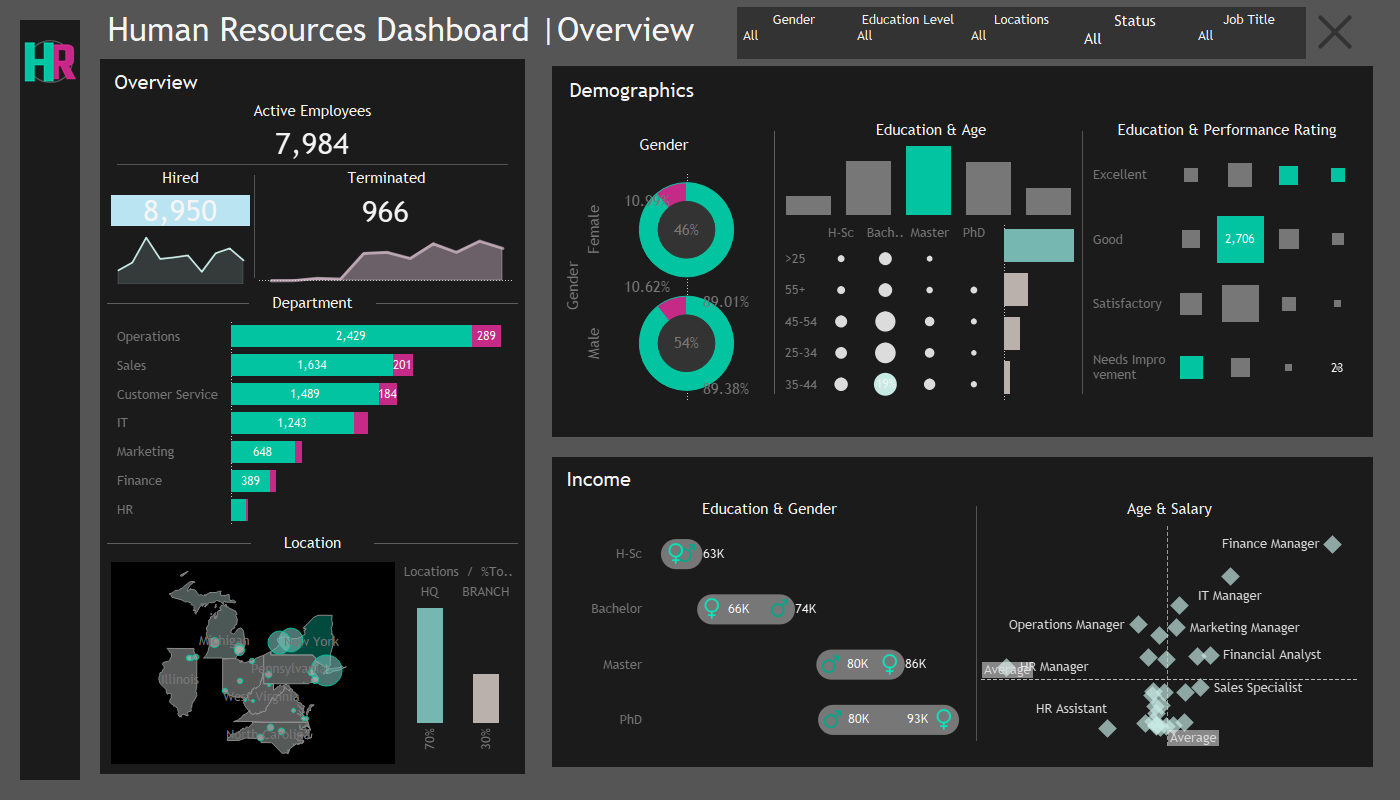 HR
Human Resources Dashboard |Overview
Gender
All
Education Level
All
Locations
All
Status
All
Job Title
All
Overview
Active Employees
7,984
Hired
8,950
Terminated
966
Department
Operations 2,429 289
Sales 1,634 201
Customer Service 1,489 184
IT 1,243
Marketing 648
Finance 389
HR
Location
Michigan
New York
Illinois
Pennsylvania
West Virginia
North Carolina
Locations / %To..
HQ BRANCH
70% 30%
Demographics
Gender
Gender
Female
10.99%
46%
89.01%
Male
10.62%
54%
89.38%
Education & Age
H-Sc Bach.. Master PhD
>25
55+
45-54
25-34
35-44
Education & Performance Rating
Excellent
Good 2,706
Satisfactory
Needs Impro
vement
Income
Education & Gender
H-Sc 63K
Bachelor 66K 74K
Master 80K 86K
PhD 80K 93K
Age & Salary
Finance Manager
IT Manager
Operations Manager
Marketing Manager
Financial Analyst
Average
HR Manager
Sales Specialist
HR Assistant
Average